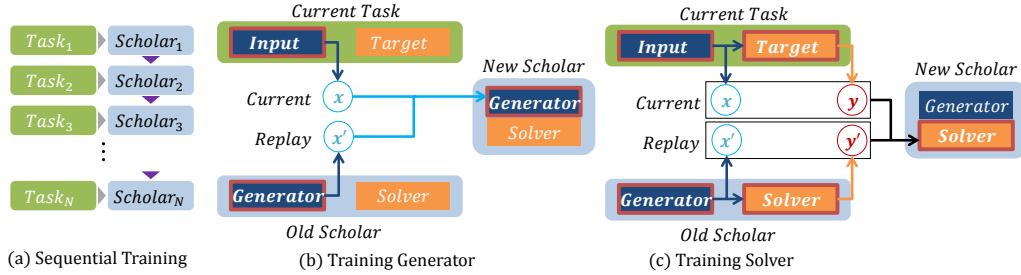 Task₁
Scholar₁
Task₂
Scholar₂
Task₃
Scholar₃
⋮
Task_N
Scholar_N
(a) Sequential Training
Current Task
Input
Target
Current
x
Replay
x′
New Scholar
Generator
Solver
Generator
Solver
Old Scholar
(b) Training Generator
Current Task
Input
Target
Current
x
y
Replay
x′
y′
New Scholar
Generator
Solver
Generator
Solver
Old Scholar
(c) Training Solver